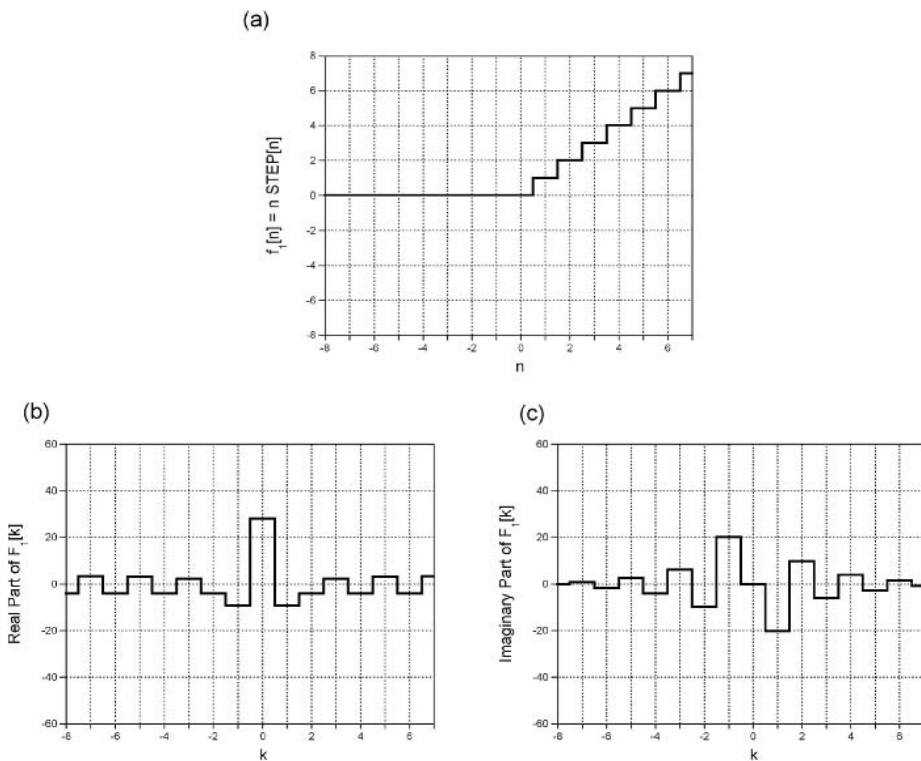 (a)
8
6
4
2
0
-2
-4
-6
-8
f₁[n] = n STEP[n]
-8 -6 -4 -2 0 2 4 6
n
(b)
60
40
20
0
-20
-40
-60
Real Part of F₁[k]
-8 -6 -4 -2 0 2 4 6
k
(c)
60
40
20
0
-20
-40
-60
Imaginary Part of F₁[k]
-8 -6 -4 -2 0 2 4 6
k